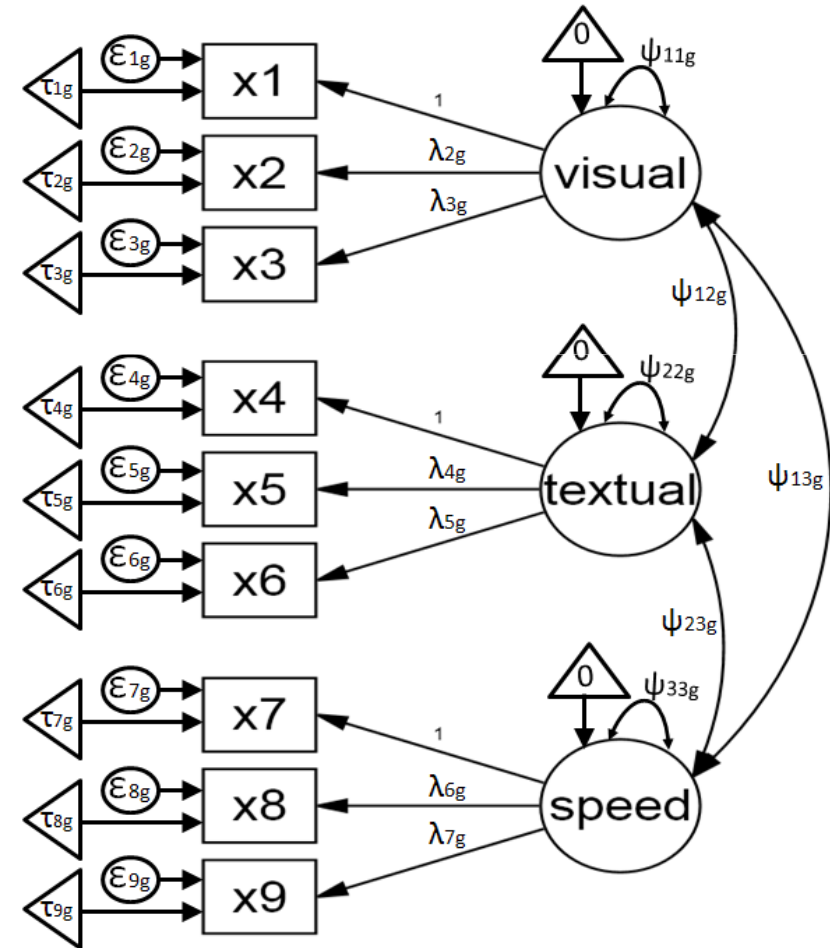 0
ψ11g
ε1g
τ1g
x1
1
ε2g
τ2g
x2
λ2g
visual
ε3g
τ3g
x3
λ3g
ψ12g
0
ψ22g
ε4g
τ4g
x4
1
ε5g
τ5g
x5
λ4g
textual
ψ13g
ε6g
τ6g
x6
λ5g
ψ23g
0
ψ33g
ε7g
τ7g
x7
1
ε8g
τ8g
x8
λ6g
speed
ε9g
τ9g
x9
λ7g